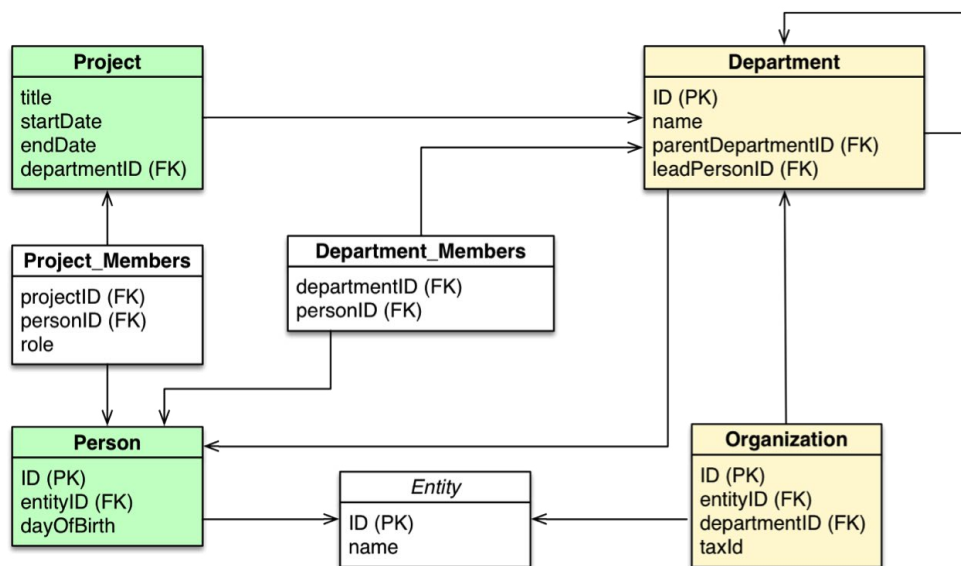 Project
title
startDate
endDate
departmentID (FK)
Department
ID (PK)
name
parentDepartmentID (FK)
leadPersonID (FK)
Project_Members
projectID (FK)
personID (FK)
role
Department_Members
departmentID (FK)
personID (FK)
Person
ID (PK)
entityID (FK)
dayOfBirth
Entity
ID (PK)
name
Organization
ID (PK)
entityID (FK)
departmentID (FK)
taxId